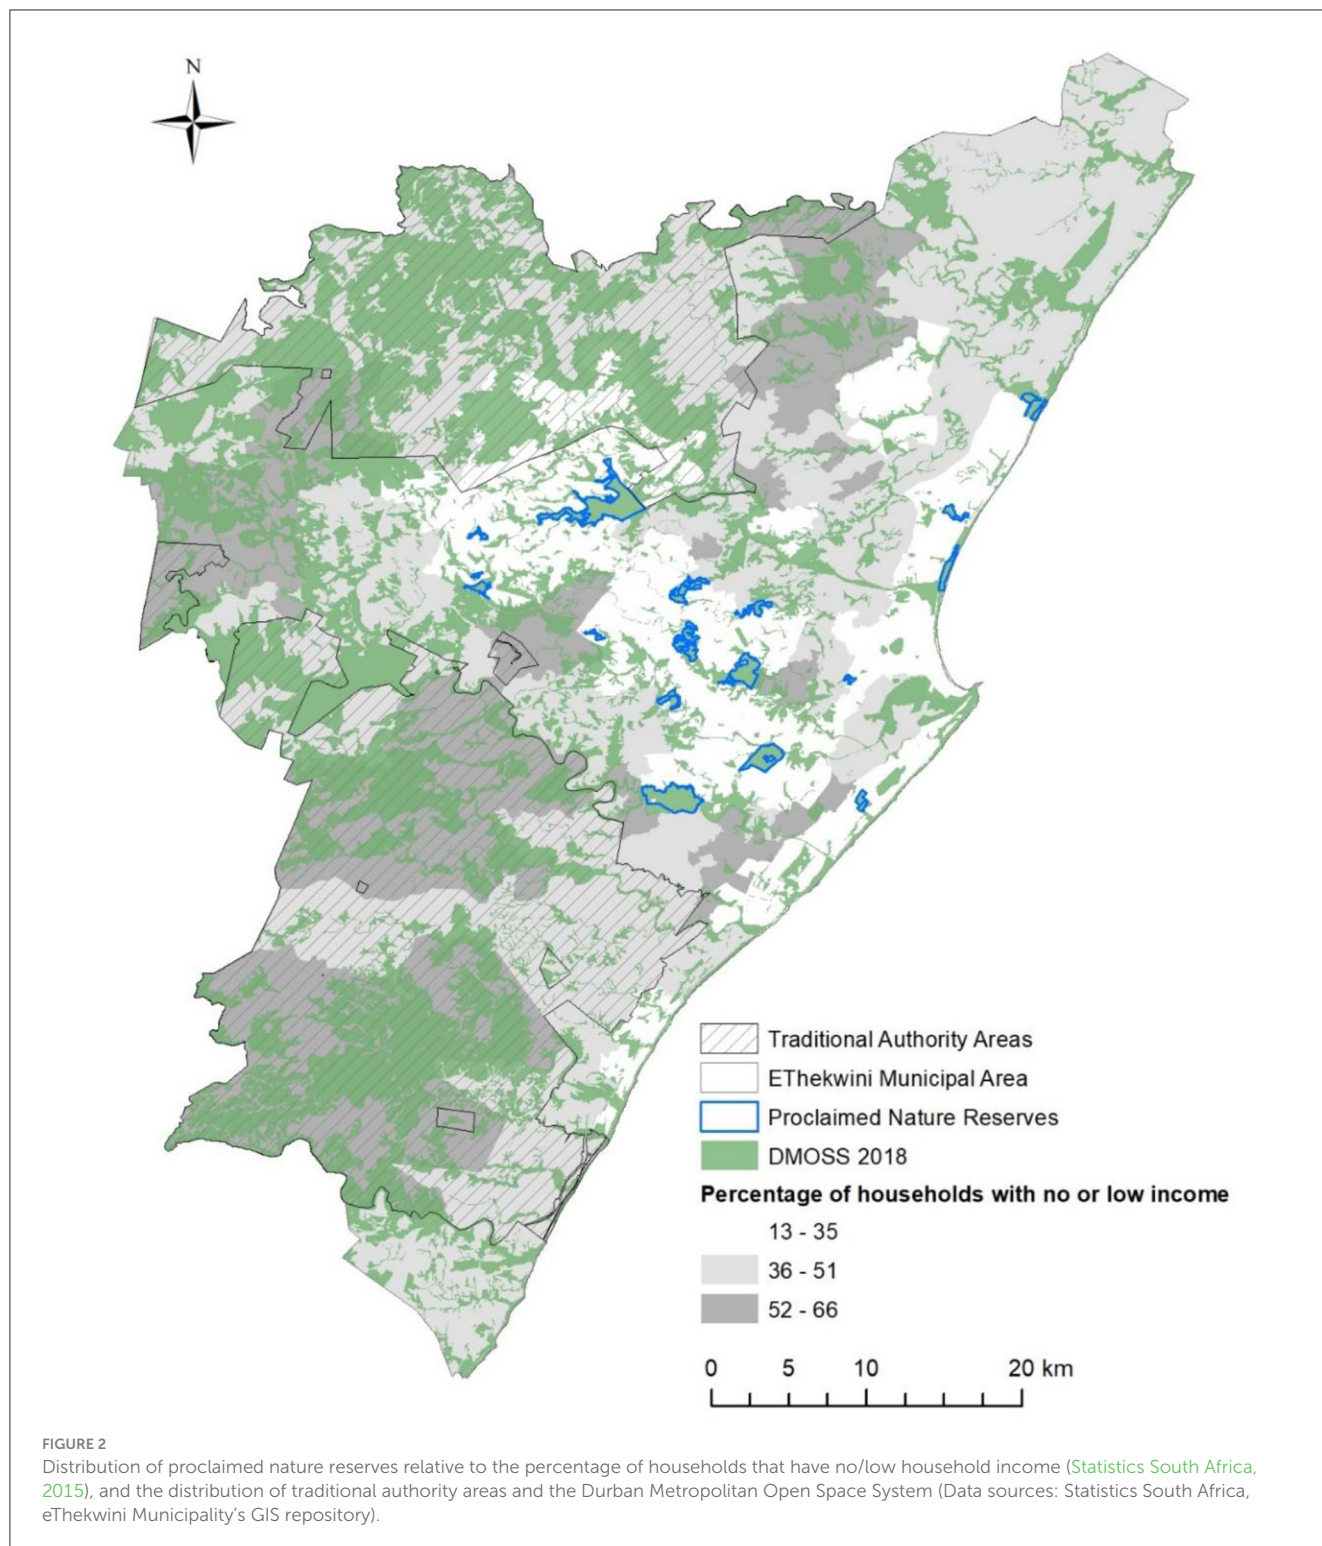 N
Traditional Authority Areas
EThekwini Municipal Area
Proclaimed Nature Reserves
DMOSS 2018
Percentage of households with no or low income
13 - 35
36 - 51
52 - 66
0 5 10 20 km
FIGURE 2
Distribution of proclaimed nature reserves relative to the percentage of households that have no/low household income (Statistics South Africa,
2015), and the distribution of traditional authority areas and the Durban Metropolitan Open Space System (Data sources: Statistics South Africa,
eThekwini Municipality's GIS repository).